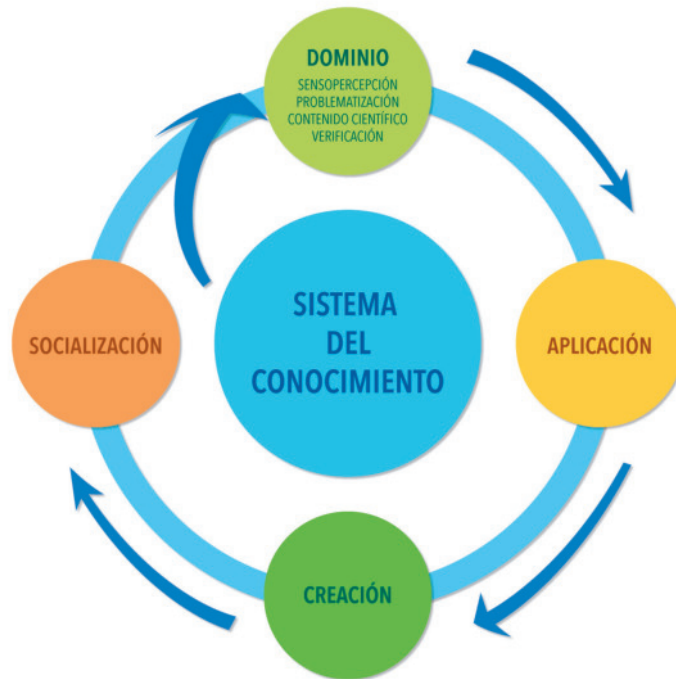 DOMINIO
SENSOPERCEPCIÓN
PROBLEMATIZACIÓN
CONTENIDO CIENTÍFICO
VERIFICACIÓN
SISTEMA
DEL
CONOCIMIENTO
SOCIALIZACIÓN
APLICACIÓN
CREACIÓN